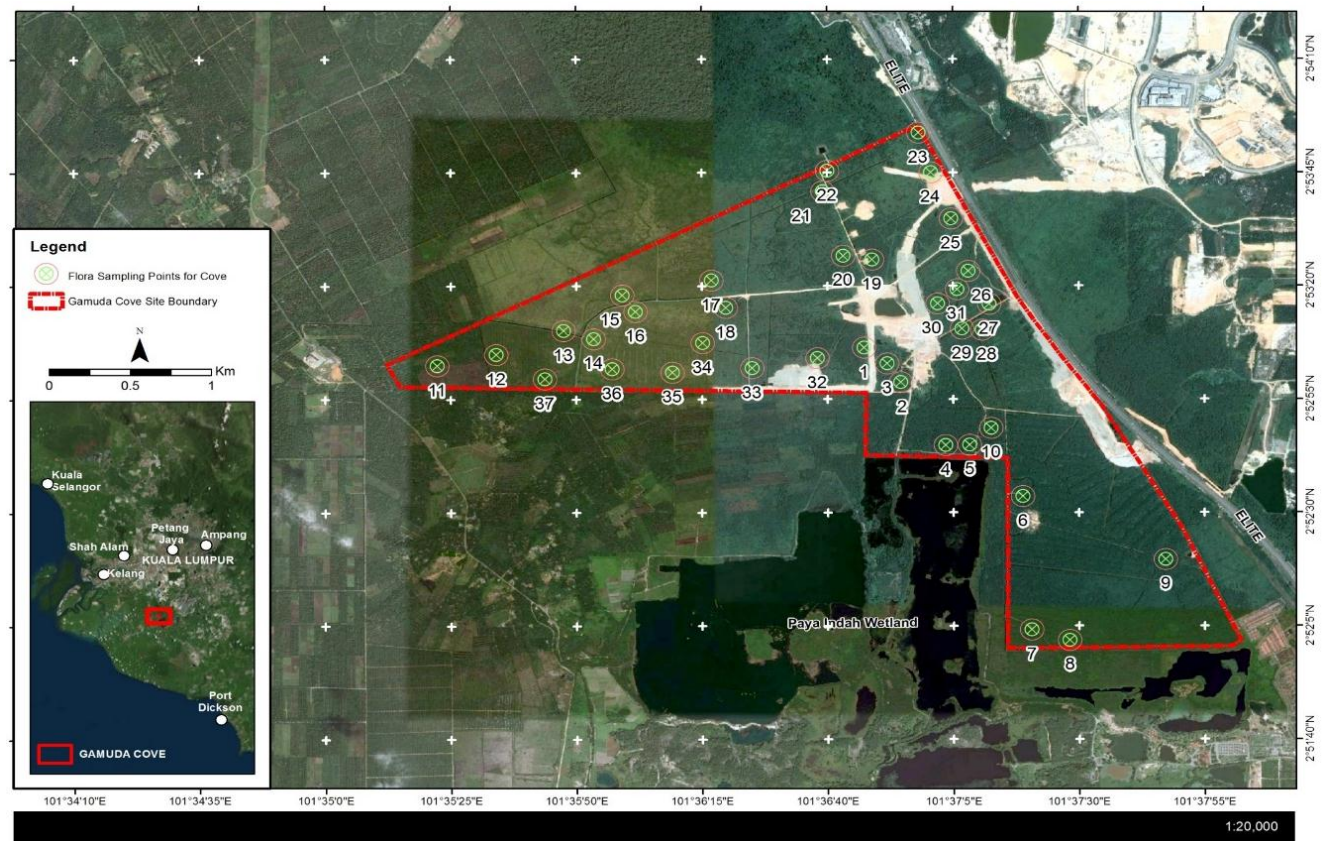 ELITE
2°54'10"N
23
2°53'45"N
22
24
21
25
Legend
Flora Sampling Points for Cove
Gamuda Cove Site Boundary
20
19
2°53'20"N
26
17
31
15
16
18
30
27
13
29
28
14
34
1
N
0 0.5 1 Km
32
3
11
12
36
35
33
37
2
2°52'55"N
10
4
5
Kuala
Selangor
6
2°52'30"N
ELITE
Petang
Jaya
Ampang
Shah Alam
KUALA LUMPUR
Kelang
9
Paya Indah Wetland
2°52'5"N
7
8
Port
Dickson
GAMUDA COVE
2°51'40"N
101°34'10"E 101°34'35"E 101°35'0"E 101°35'25"E 101°35'50"E 101°36'15"E 101°36'40"E 101°37'5"E 101°37'30"E 101°37'55"E
1:20,000